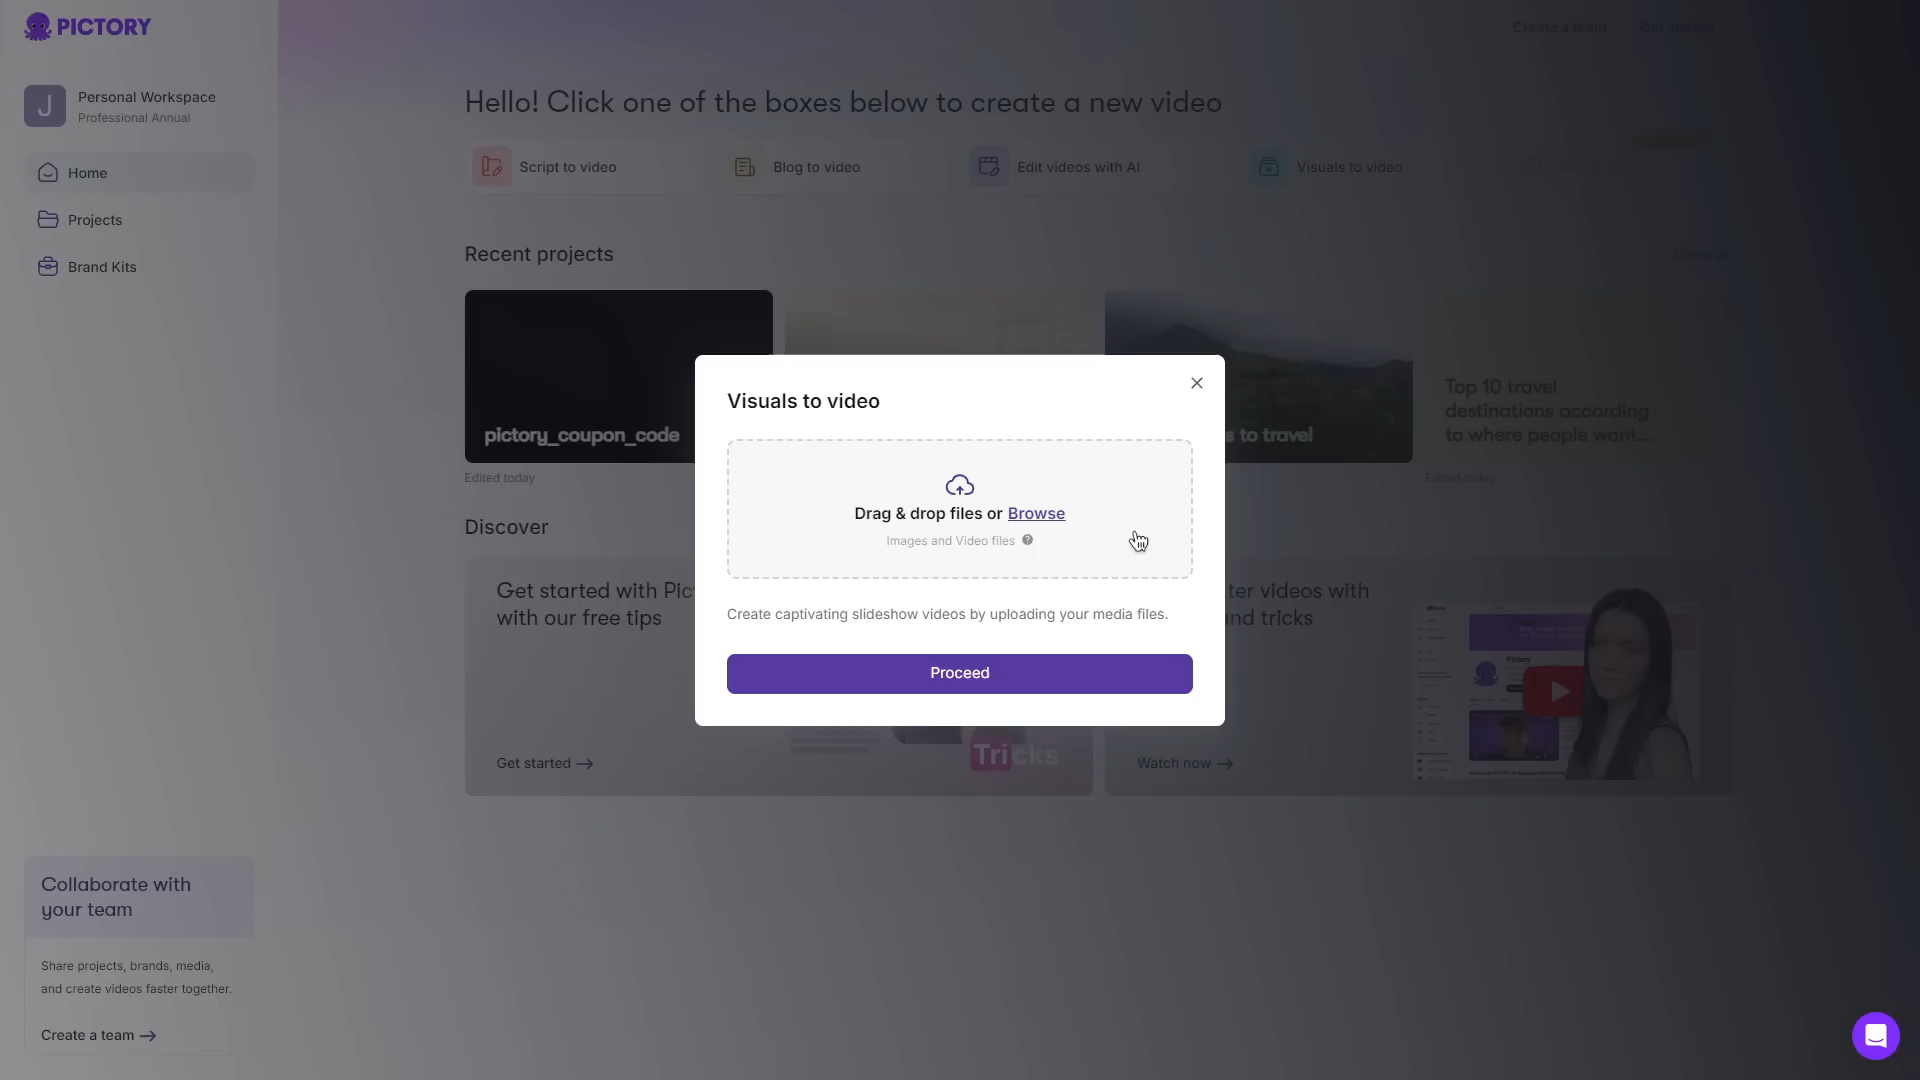 PICTORY
Create a team
Get started
J
Personal Workspace
Professional Annual
Home
Projects
Brand Kits
Hello! Click one of the boxes below to create a new video
Script to video
Blog to video
Edit videos with AI
Visuals to video
Recent projects
pictory_coupon_code
s to travel
Top 10 travel
destinations according
to where people want...
Edited today
Edited today
Visuals to video
Drag & drop files or Browse
Images and Video files ?
Create captivating slideshow videos by uploading your media files.
Proceed
Discover
Get started with Pic
with our free tips
Get started
Tricks
ter videos with
nd tricks
Watch now
Pictory
Collaborate with
your team
Share projects, brands, media,
and create videos faster together.
Create a team